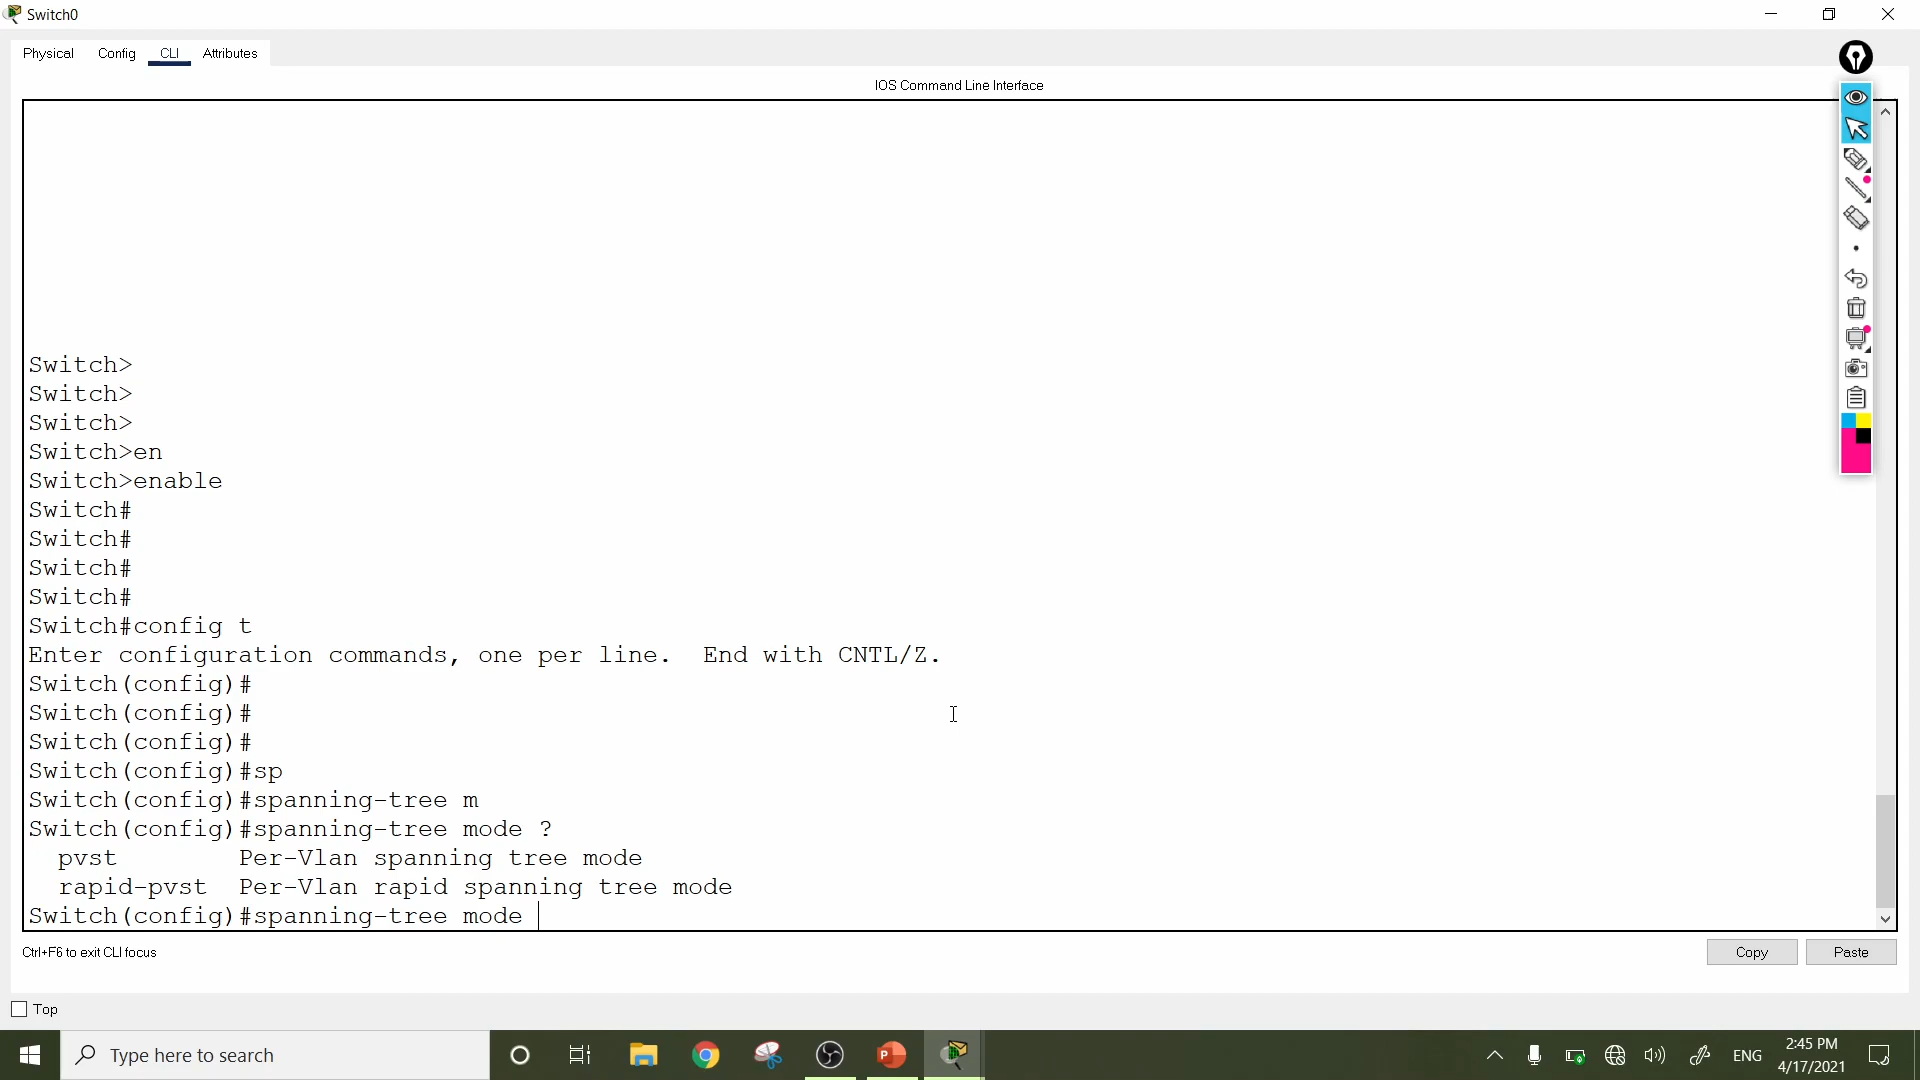 Switch0
Physical Config CLI Attributes
IOS Command Line Interface
Switch>
Switch>
Switch>
Switch>en
Switch>enable
Switch#
Switch#
Switch#
Switch#
Switch#config t
Enter configuration commands, one per line.  End with CNTL/Z.
Switch(config)#
Switch(config)#
Switch(config)#
Switch(config)#sp
Switch(config)#spanning-tree m
Switch(config)#spanning-tree mode ?
  pvst        Per-Vlan spanning tree mode
  rapid-pvst  Per-Vlan rapid spanning tree mode
Switch(config)#spanning-tree mode
Ctrl+F6 to exit CLI focus
Copy Paste
Top
Type here to search
ENG
2:45 PM
4/17/2021